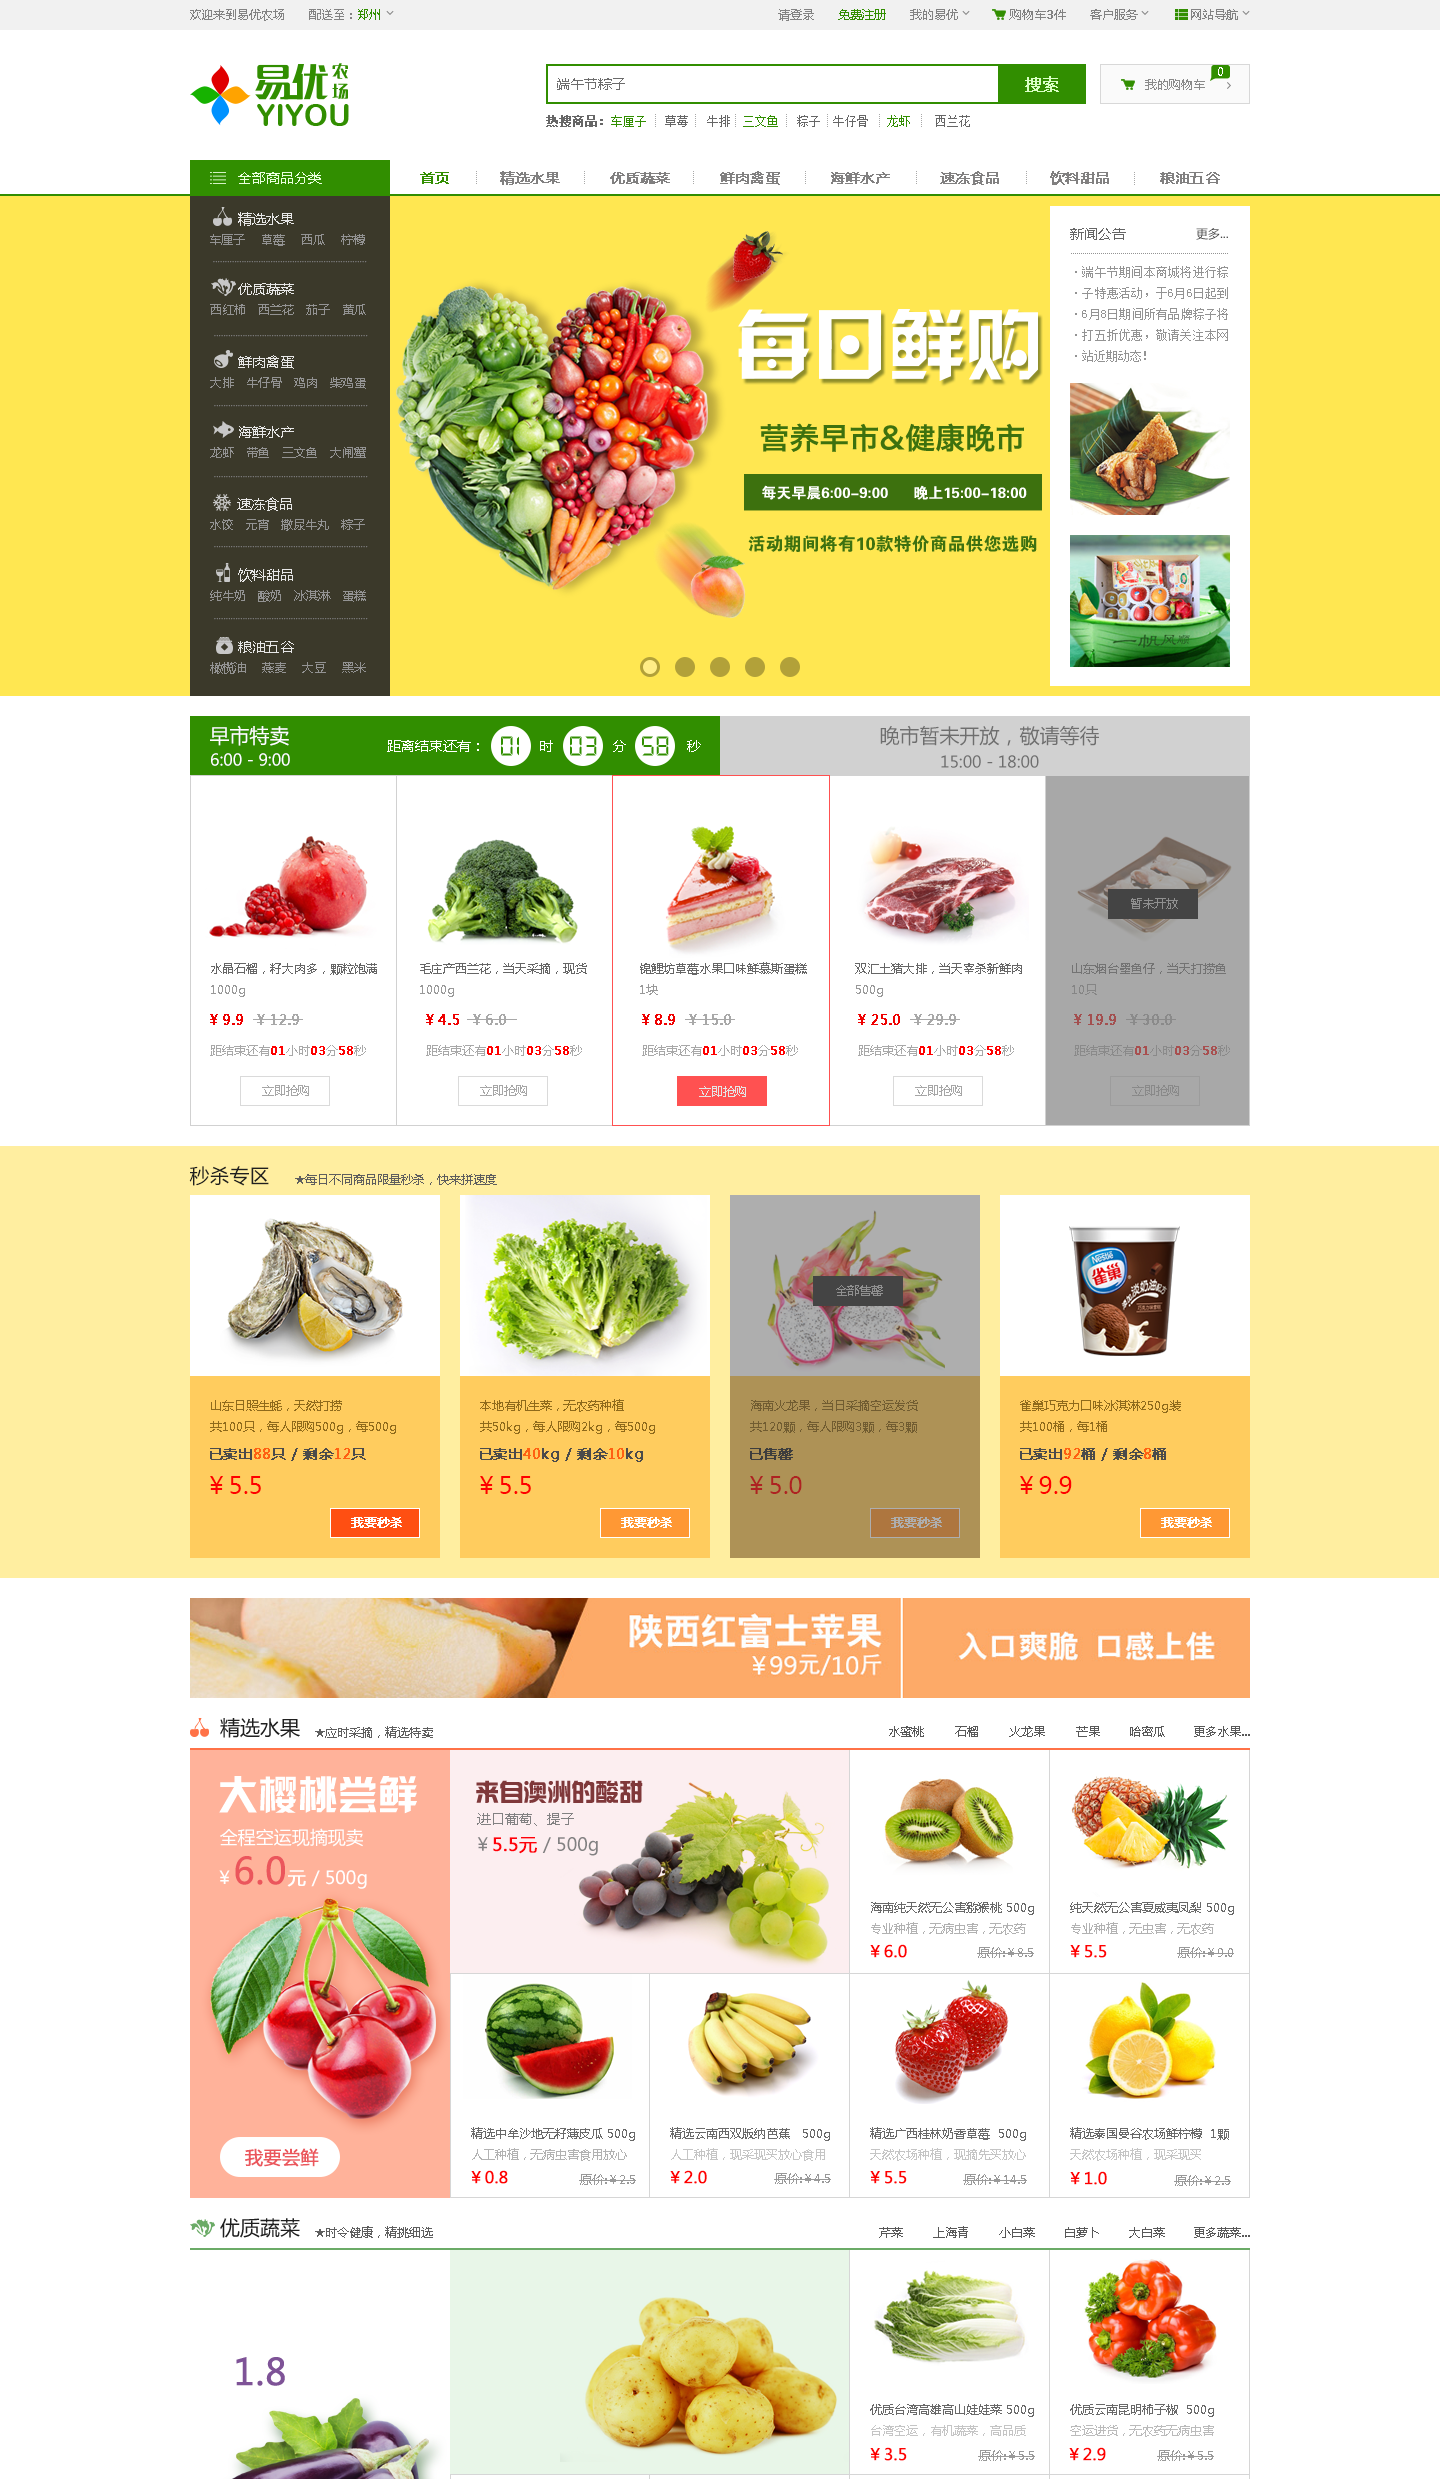 欢迎来到易优农场 配送至：郑州 请登录 免费注册 我的易优 购物车3件 客户服务 网站导航
易优农场
YIYOU
端午节粽子 搜索 我的购物车 0
热搜商品：车厘子 草莓 牛排 三文鱼 粽子 牛仔骨 龙虾 西兰花
全部商品分类 首页 精选水果 优质蔬菜 鲜肉禽蛋 海鲜水产 速冻食品 饮料甜品 粮油五谷
精选水果
车厘子 草莓 西瓜 柠檬
优质蔬菜
西红柿 西兰花 茄子 黄瓜
鲜肉禽蛋
大排 牛仔骨 鸡肉 柴鸡蛋
海鲜水产
龙虾 带鱼 三文鱼 大闸蟹
速冻食品
水饺 元宵 撒尿牛丸 粽子
饮料甜品
纯牛奶 酸奶 冰淇淋 蛋糕
粮油五谷
橄榄油 燕麦 大豆 黑米
每日鲜购
营养早市&健康晚市
每天早晨6:00-9:00 晚上15:00-18:00
活动期间将有10款特价商品供您选购
新闻公告 更多...
· 端午节期间本商城将进行粽
· 子特惠活动，于6月6日起到
· 6月8日期间所有品牌粽子将
· 打五折优惠，敬请关注本网
· 站近期动态！
一帆风顺
早市特卖
6:00 - 9:00
距离结束还有： 01 时 03 分 58 秒
晚市暂未开放，敬请等待
15:00 - 18:00
水晶石榴，籽大肉多，颗粒饱满
1000g
¥ 9.9 ¥ 12.9
距结束还有01小时03分58秒
立即抢购
毛庄产西兰花，当天采摘，现货
1000g
¥ 4.5 ¥ 6.0
距结束还有01小时03分58秒
立即抢购
锦鲤坊草莓水果口味鲜慕斯蛋糕
1块
¥ 8.9 ¥ 15.0
距结束还有01小时03分58秒
立即抢购
双汇土猪大排，当天宰杀新鲜肉
500g
¥ 25.0 ¥ 29.9
距结束还有01小时03分58秒
立即抢购
暂未开放
山东烟台墨鱼仔，当天打捞鱼
10只
¥ 19.9 ¥ 30.0
距结束还有01小时03分58秒
立即抢购
秒杀专区 ★每日不同商品限量秒杀，快来拼速度
山东日照生蚝，天然打捞
共100只，每人限购500g，每500g
已卖出88只 / 剩余12只
¥ 5.5
我要秒杀
本地有机生菜，无农药种植
共50kg，每人限购2kg，每500g
已卖出40kg / 剩余10kg
¥ 5.5
我要秒杀
全部售罄
海南火龙果，当日采摘空运发货
共120颗，每人限购3颗，每3颗
已售罄
¥ 5.0
我要秒杀
Nestle
雀巢
雀巢巧克力口味冰淇淋250g装
共100桶，每1桶
已卖出92桶 / 剩余8桶
¥ 9.9
我要秒杀
陕西红富士苹果
¥99元/10斤
入口爽脆 口感上佳
精选水果 ★应时采摘，精选特卖 水蜜桃 石榴 火龙果 芒果 哈密瓜 更多水果...
大樱桃尝鲜
全程空运现摘现卖
¥ 6.0元 / 500g
我要尝鲜
来自澳洲的酸甜
进口葡萄、提子
¥ 5.5元 / 500g
海南纯天然无公害猕猴桃 500g
专业种植，无病虫害，无农药
¥ 6.0 原价:¥8.5
纯天然无公害夏威夷凤梨 500g
专业种植，无虫害，无农药
¥ 5.5 原价:¥9.0
精选中牟沙地无籽薄皮瓜 500g
人工种植，无病虫害食用放心
¥ 0.8 原价:¥2.5
精选云南西双版纳芭蕉 500g
人工种植，现采现买放心食用
¥ 2.0 原价:¥4.5
精选广西桂林奶香草莓 500g
天然农场种植，现摘先买放心
¥ 5.5 原价:¥14.5
精选泰国曼谷农场鲜柠檬 1颗
天然农场种植，现采现买
¥ 1.0 原价:¥2.5
优质蔬菜 ★时令健康，精挑细选 芹菜 上海青 小白菜 白萝卜 大白菜 更多蔬菜...
1.8
优质台湾高雄高山娃娃菜 500g
台湾空运，有机蔬菜，高品质
¥ 3.5 原价:¥5.5
优质云南昆明柿子椒 500g
空运进货，无农药无病虫害
¥ 2.9 原价:¥5.5